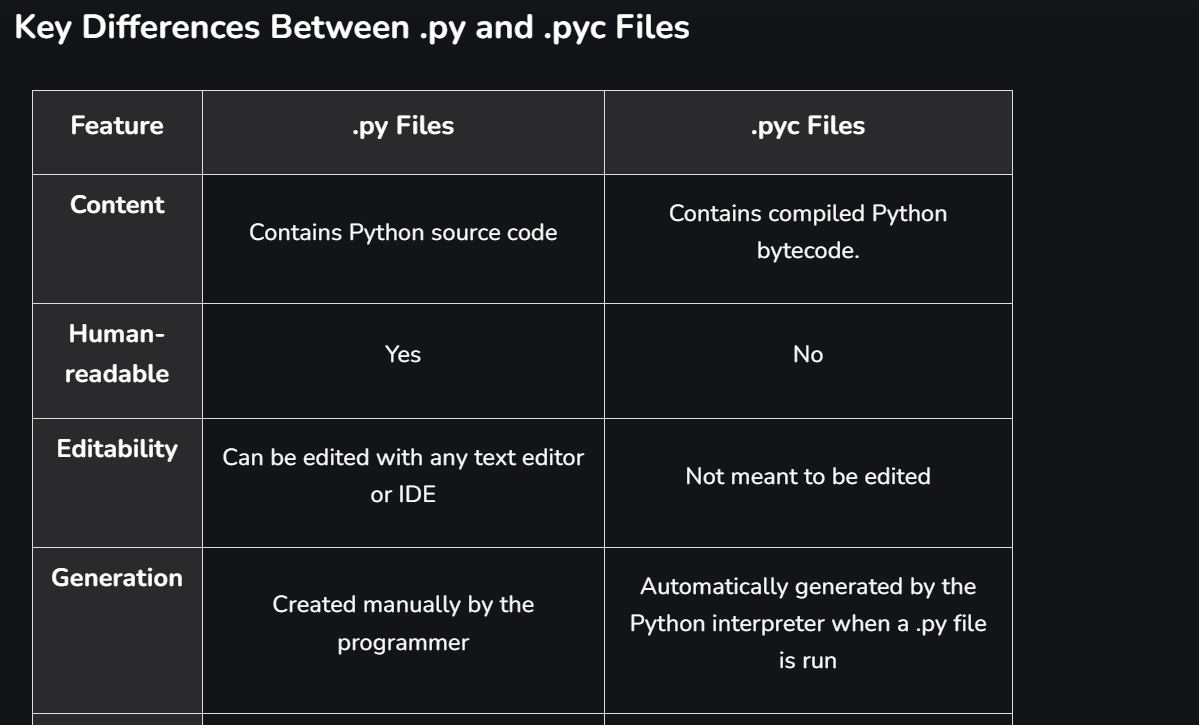 Key Differences Between .py and .pyc Files
Feature
.py Files
.pyc Files
Content
Contains Python source code
Contains compiled Python
bytecode.
Human-
readable
Yes
No
Editability
Can be edited with any text editor
or IDE
Not meant to be edited
Generation
Created manually by the
programmer
Automatically generated by the
Python interpreter when a .py file
is run